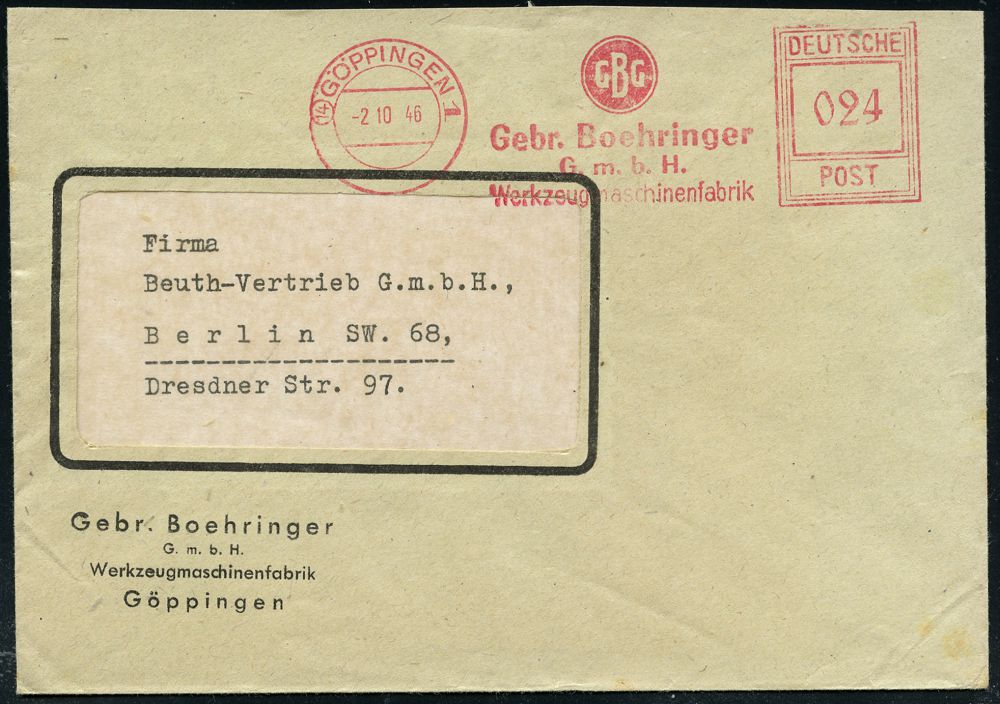 (14) GÖPPINGEN 1
-2 10 46
GBG
Gebr. Boehringer
G. m. b. H.
Werkzeugmaschinenfabrik
DEUTSCHE
024
POST
Firma
Beuth-Vertrieb G.m.b.H.,
B e r l i n SW. 68,
--------------------
Dresdner Str. 97.
Gebr. Boehringer
G. m. b. H.
Werkzeugmaschinenfabrik
Göppingen